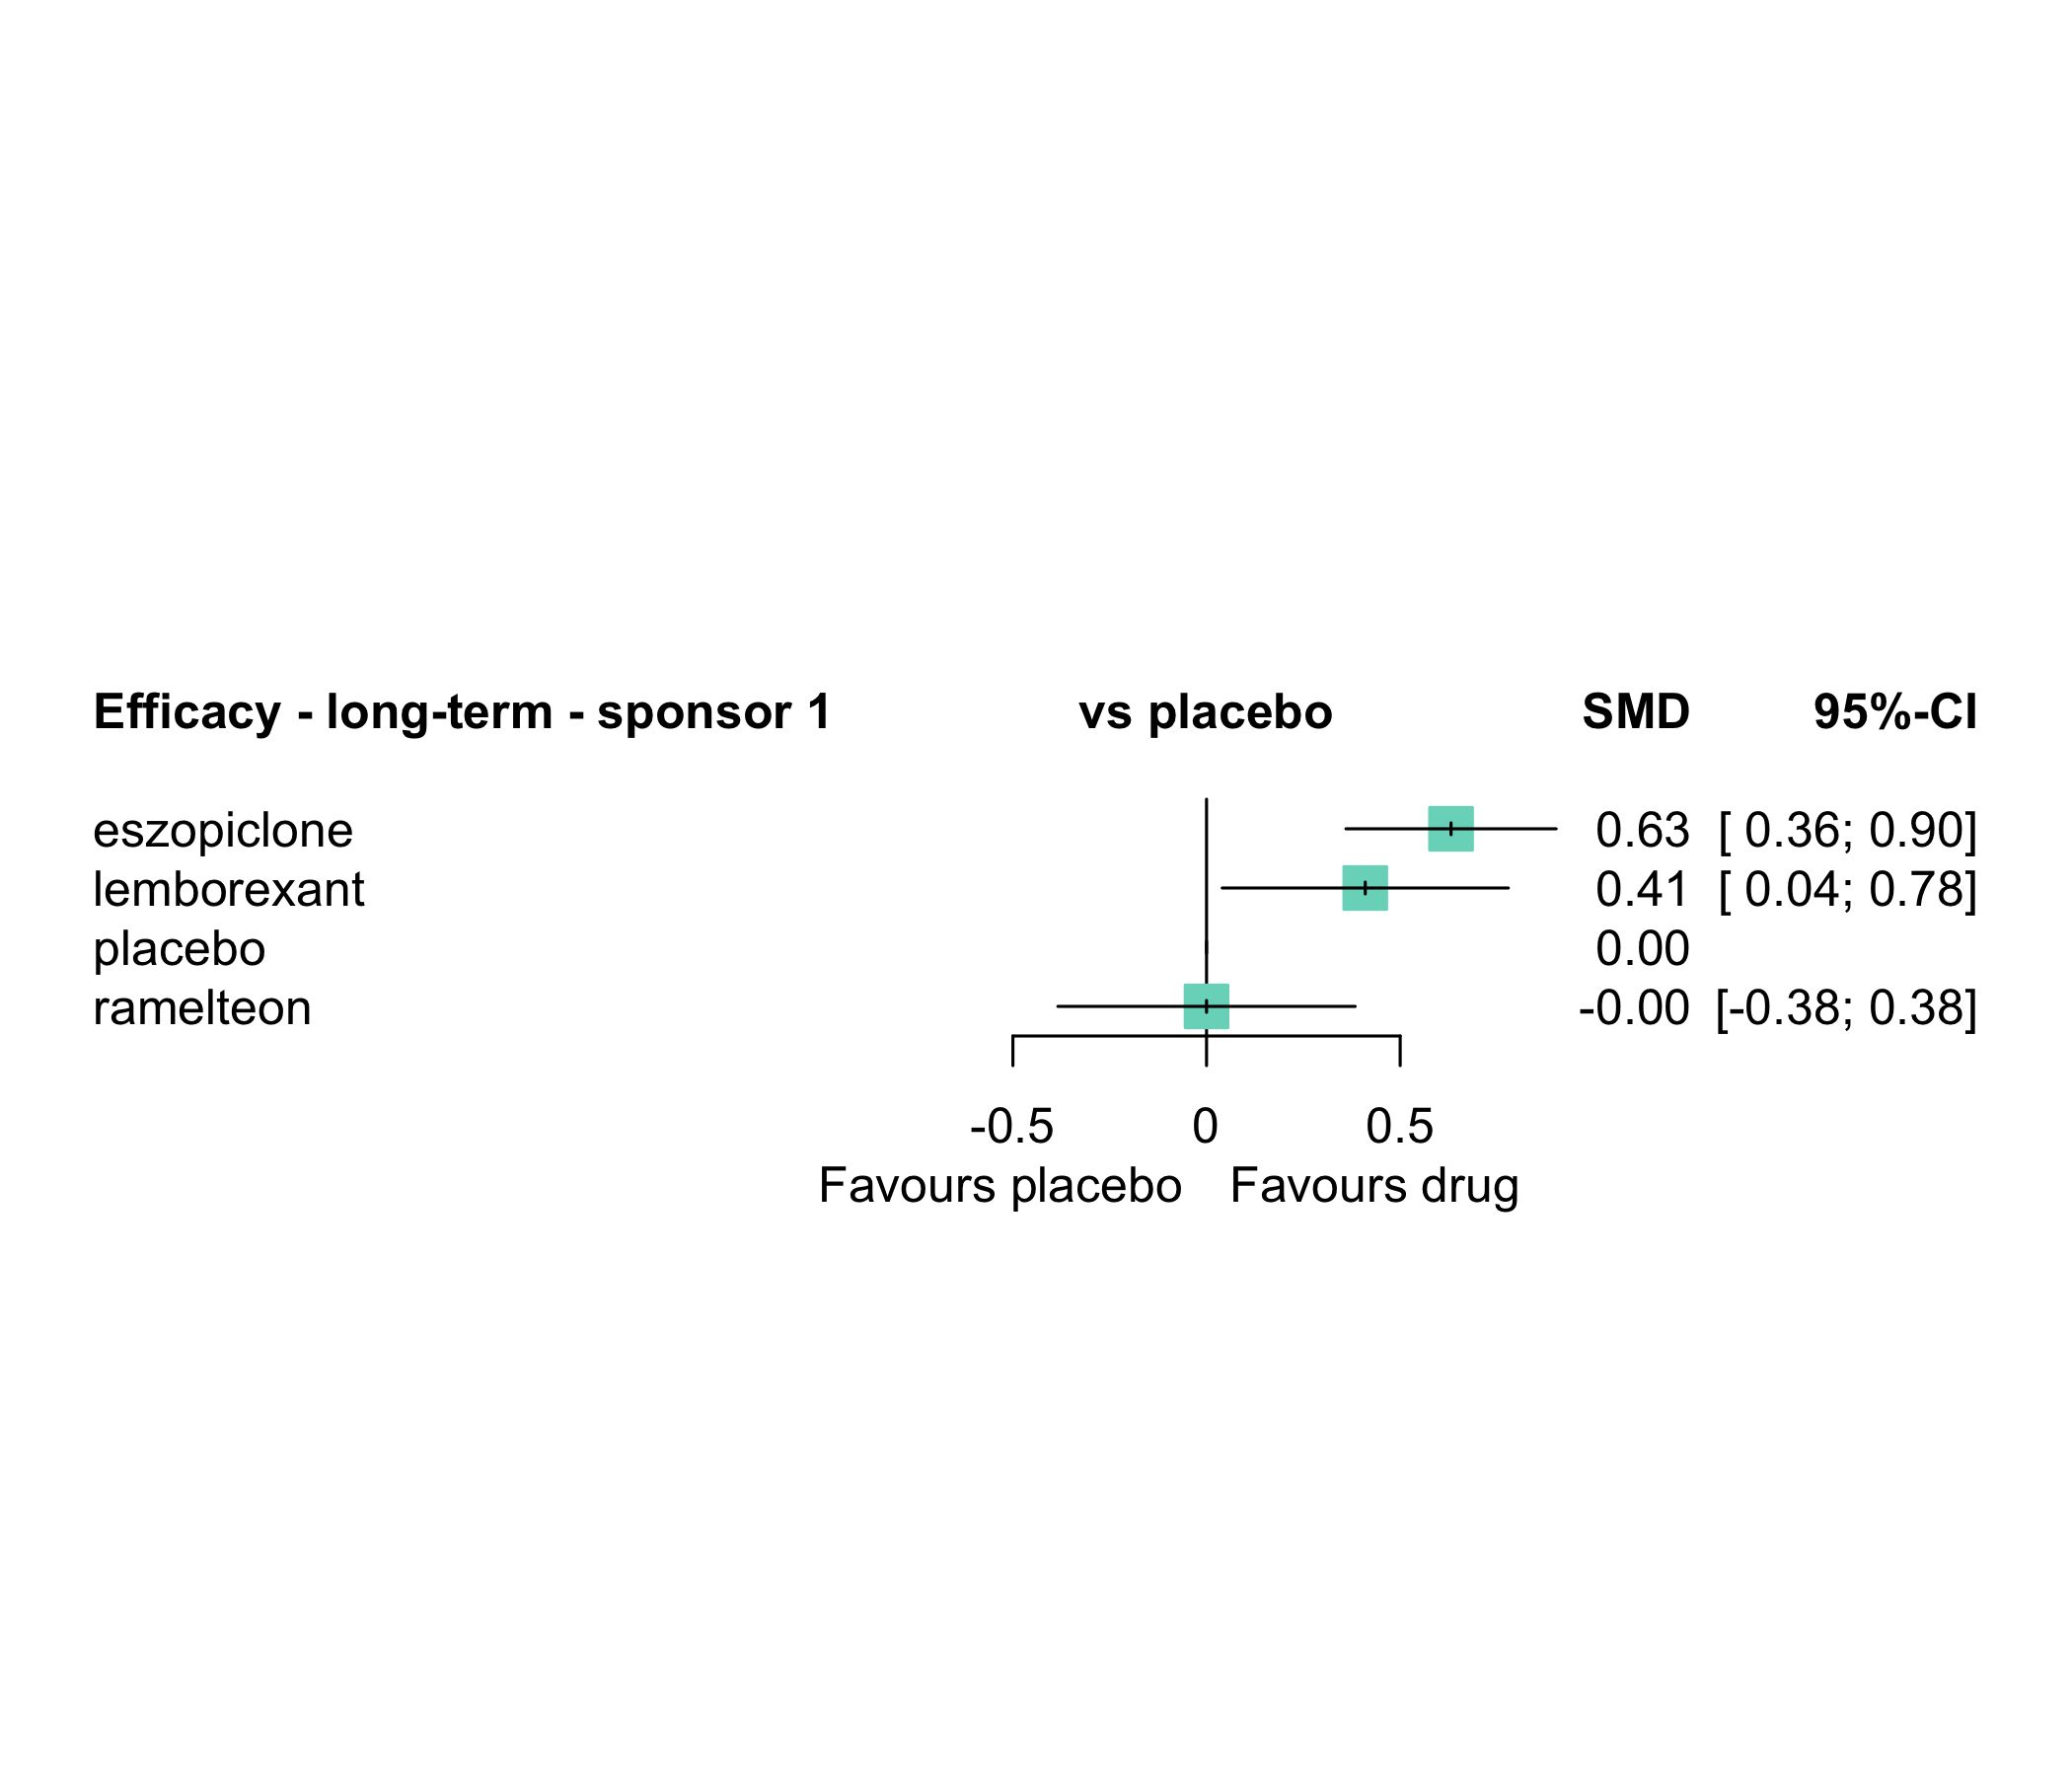 Efficacy - long-term - sponsor 1 vs placebo SMD 95%-CI
eszopiclone 0.63 [ 0.36; 0.90]
lemborexant 0.41 [ 0.04; 0.78]
placebo 0.00
ramelteon -0.00 [-0.38; 0.38]
-0.5 0 0.5
Favours placebo Favours drug